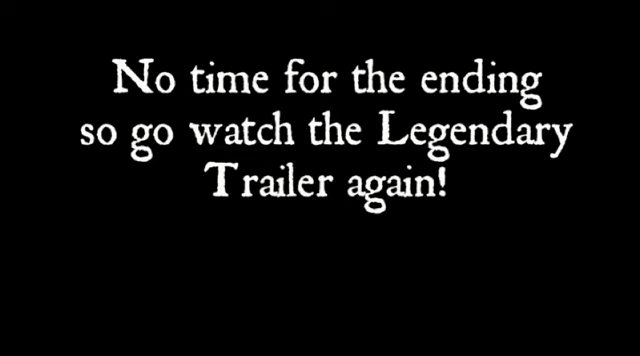 No time for the ending
so go watch the Legendary
Trailer again!